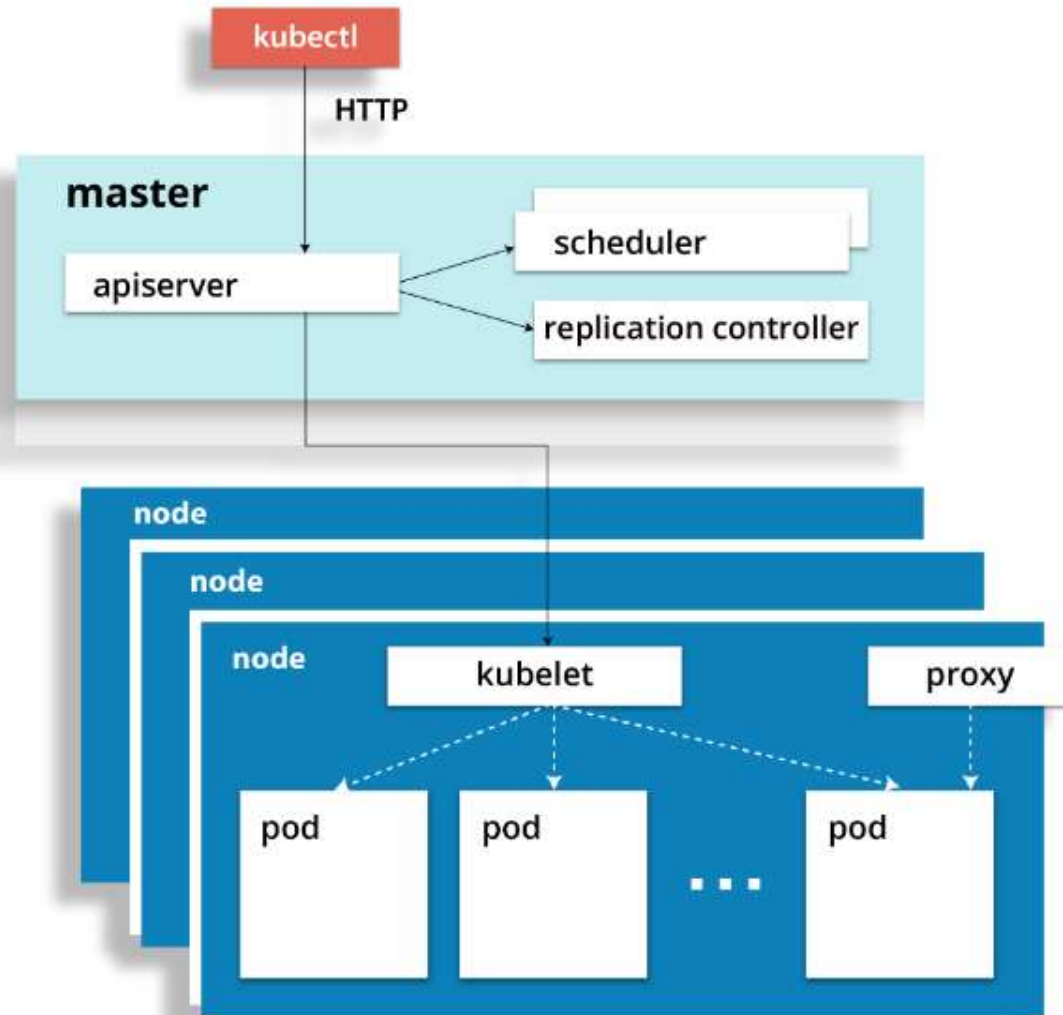 kubectl
HTTP
master
scheduler
apiserver
replication controller
node
node
node
kubelet
proxy
pod
pod
pod